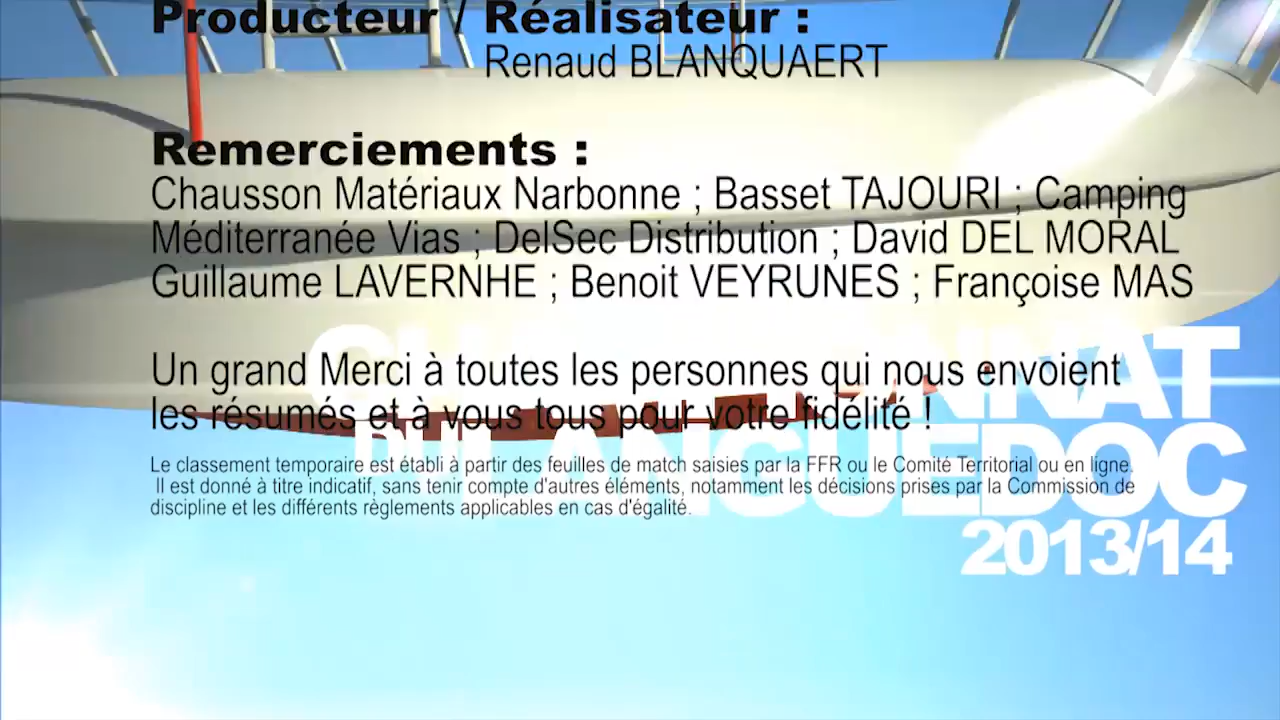 Producteur / Réalisateur :
Renaud BLANQUAERT
Remerciements :
Chausson Matériaux Narbonne ; Basset TAJOURI ; Camping
Méditerranée Vias ; DelSec Distribution ; David DEL MORAL
Guillaume LAVERNHE ; Benoit VEYRUNES ; Françoise MAS
Un grand Merci à toutes les personnes qui nous envoient
les résumés et à vous tous pour votre fidélité !
Le classement temporaire est établi à partir des feuilles de match saisies par la FFR ou le Comité Territorial ou en ligne.
Il est donné à titre indicatif, sans tenir compte d'autres éléments, notamment les décisions prises par la Commission de
discipline et les différents règlements applicables en cas d'égalité.
CHAMPIONNAT
DU LANGUEDOC
2013/14